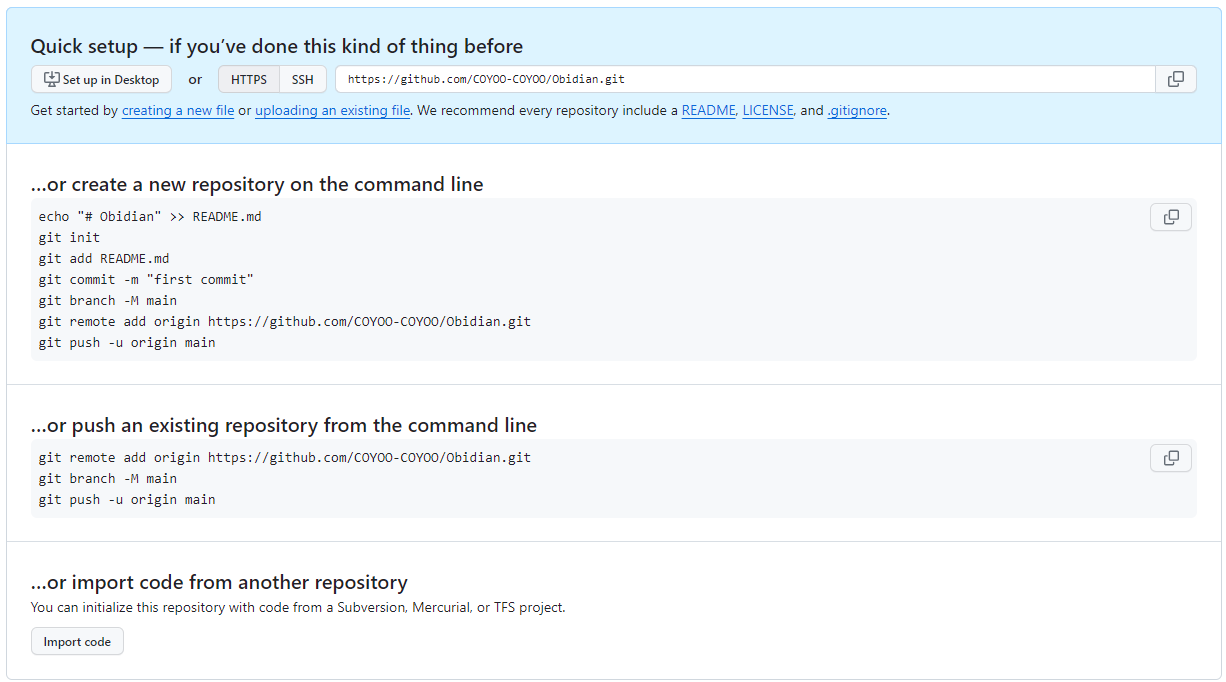 Quick setup — if you’ve done this kind of thing before
Set up in Desktop or HTTPS SSH https://github.com/COYOO-COYOO/Obidian.git
Get started by creating a new file or uploading an existing file. We recommend every repository include a README, LICENSE, and .gitignore.
…or create a new repository on the command line
echo "# Obidian" >> README.md
git init
git add README.md
git commit -m "first commit"
git branch -M main
git remote add origin https://github.com/COYOO-COYOO/Obidian.git
git push -u origin main
…or push an existing repository from the command line
git remote add origin https://github.com/COYOO-COYOO/Obidian.git
git branch -M main
git push -u origin main
…or import code from another repository
You can initialize this repository with code from a Subversion, Mercurial, or TFS project.
Import code